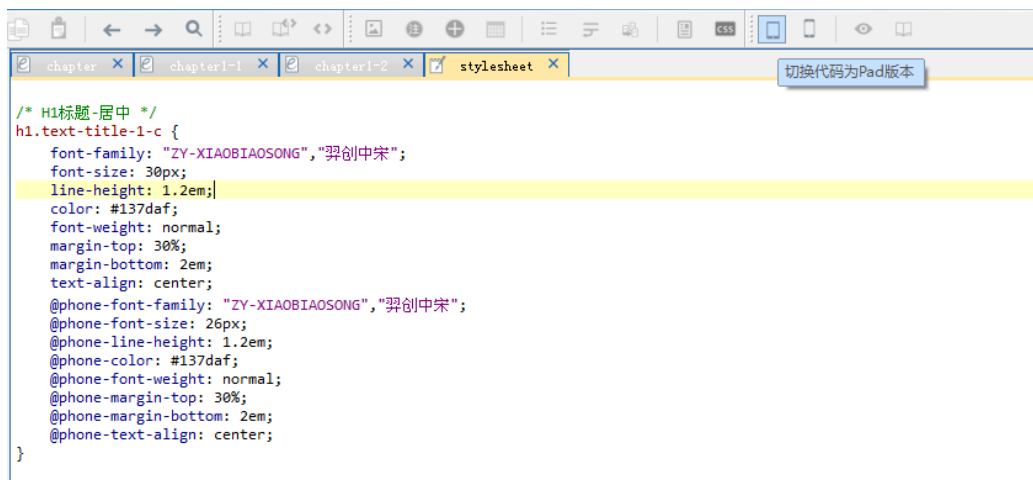 CSS
chapter
chapter1-1
chapter1-2
stylesheet
切换代码为Pad版本
/* H1标题-居中 */
h1.text-title-1-c {
font-family: "ZY-XIAOBIAOSONG","羿创中宋";
font-size: 30px;
line-height: 1.2em;
color: #137daf;
font-weight: normal;
margin-top: 30%;
margin-bottom: 2em;
text-align: center;
@phone-font-family: "ZY-XIAOBIAOSONG","羿创中宋";
@phone-font-size: 26px;
@phone-line-height: 1.2em;
@phone-color: #137daf;
@phone-font-weight: normal;
@phone-margin-top: 30%;
@phone-margin-bottom: 2em;
@phone-text-align: center;
}